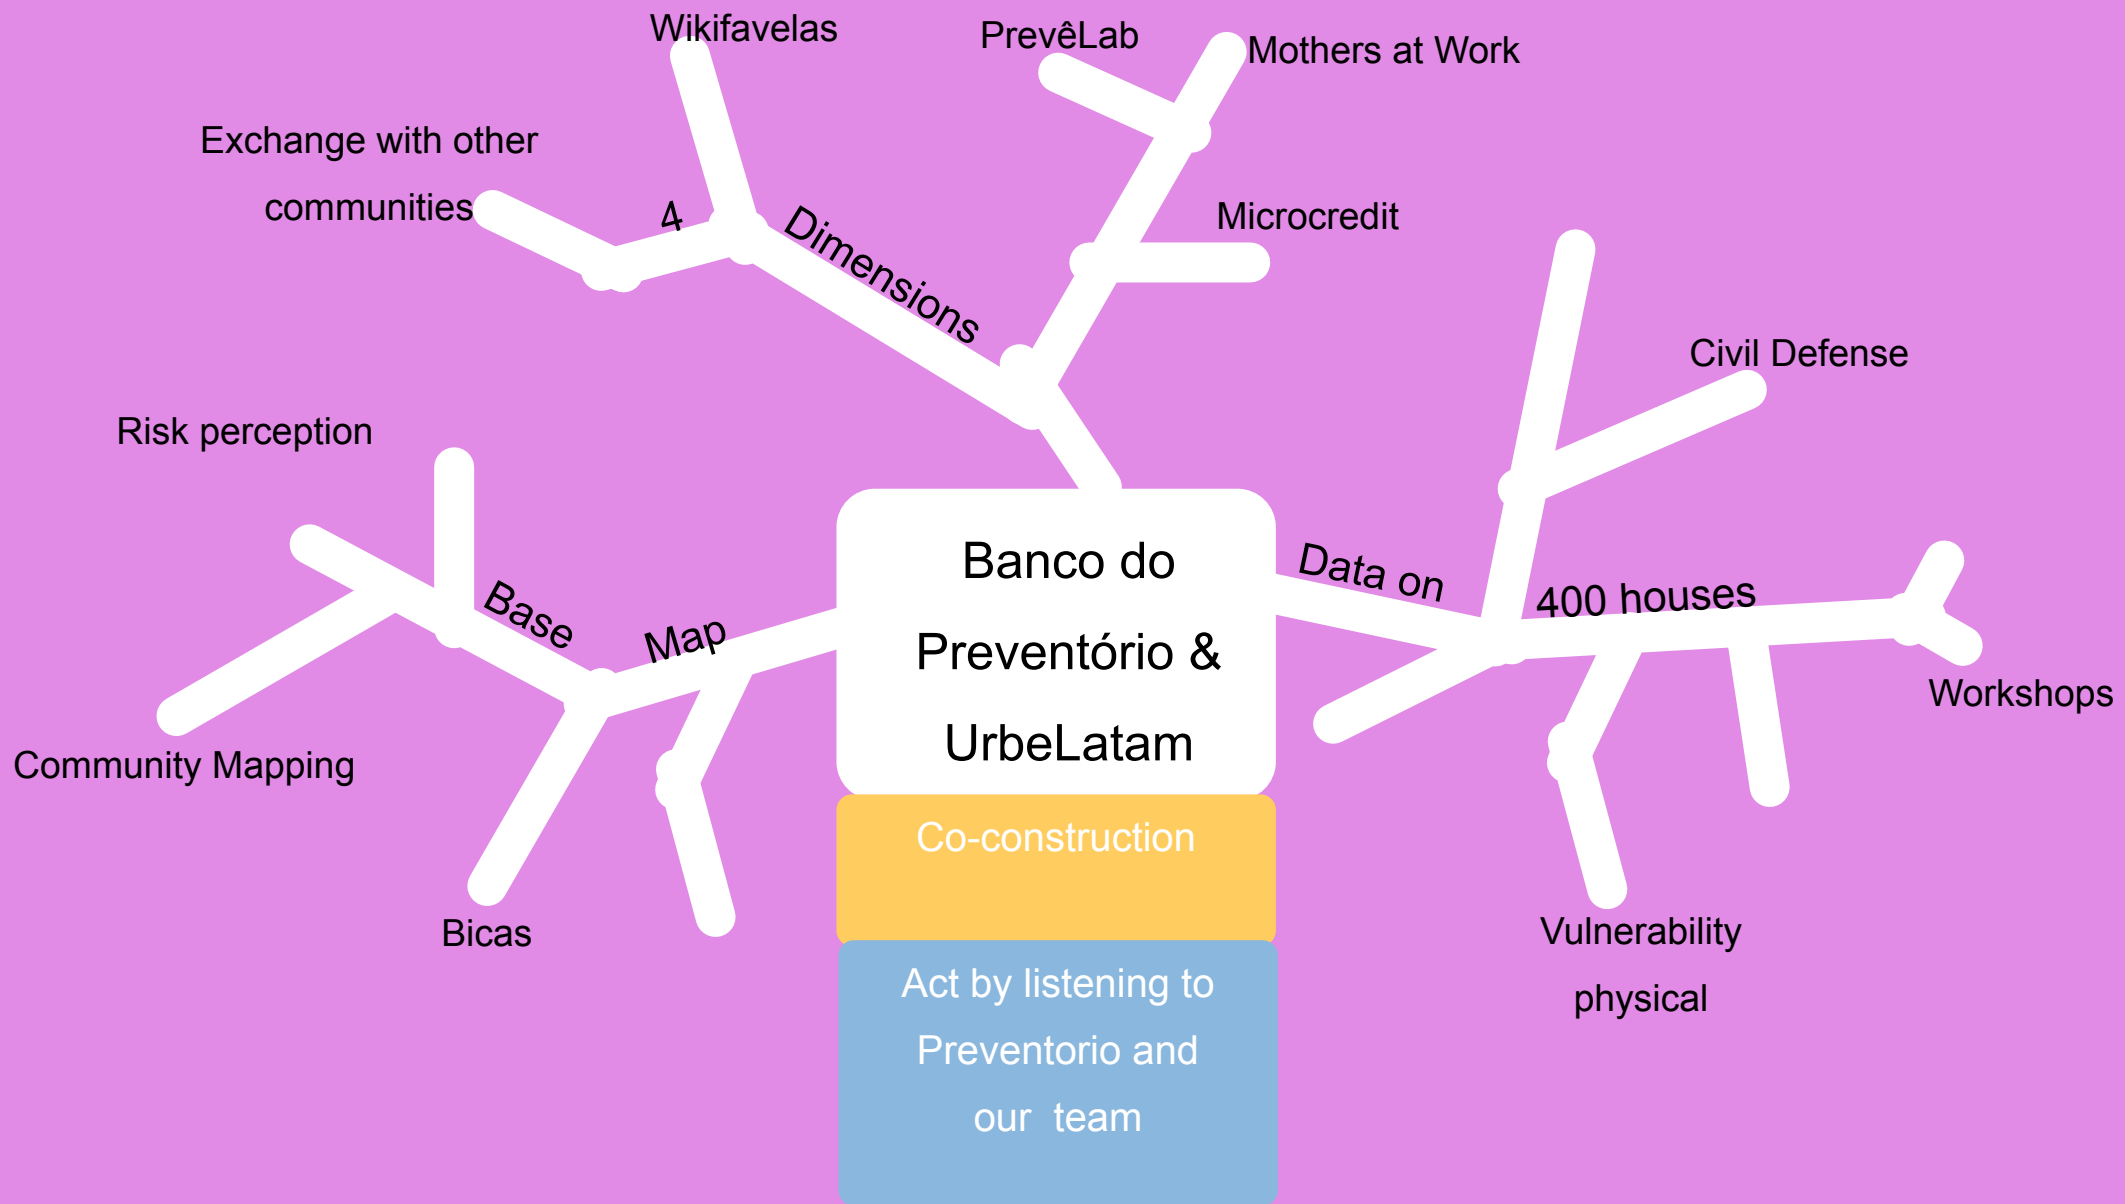 Wikifavelas
PrevêLab
Mothers at Work
Exchange with other
communities
4
Dimensions
Microcredit
Civil Defense
Risk perception
Base
Map
Banco do
Preventório &
UrbeLatam
Data on
400 houses
Workshops
Community Mapping
Co-construction
Bicas
Vulnerability
physical
Act by listening to
Preventorio and
our  team